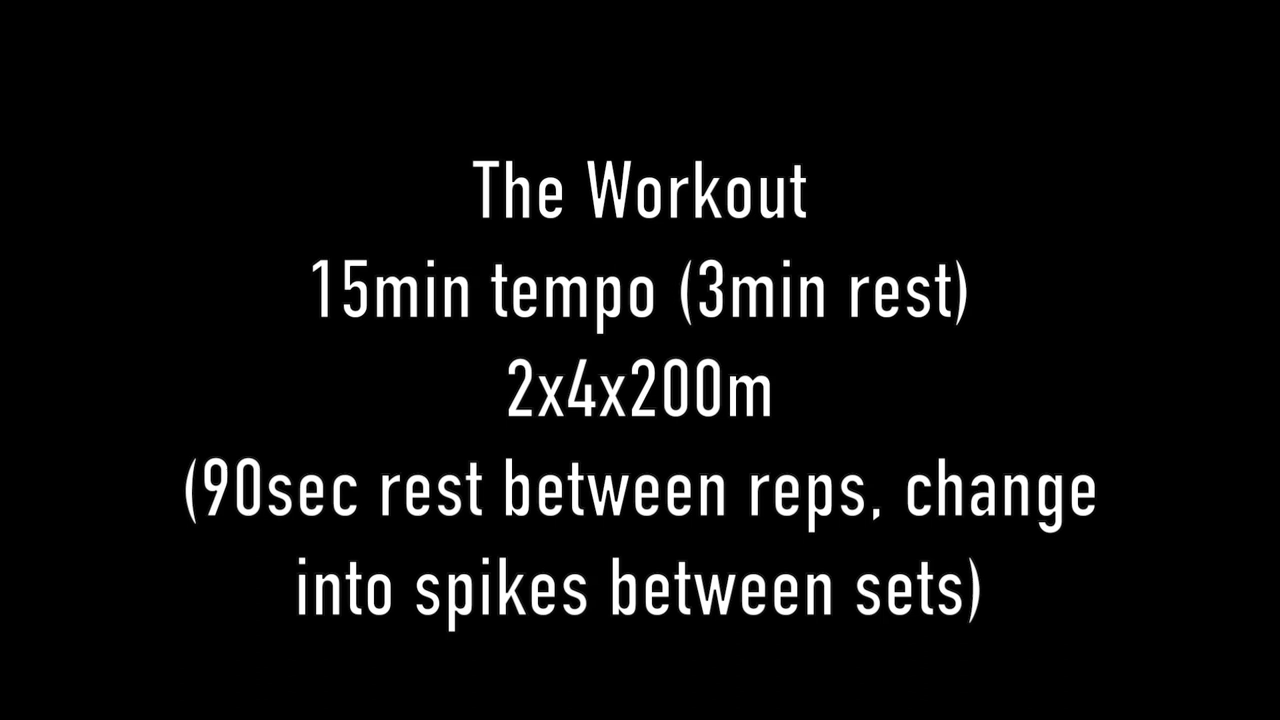 The Workout
15min tempo (3min rest)
2x4x200m
(90sec rest between reps, change
into spikes between sets)